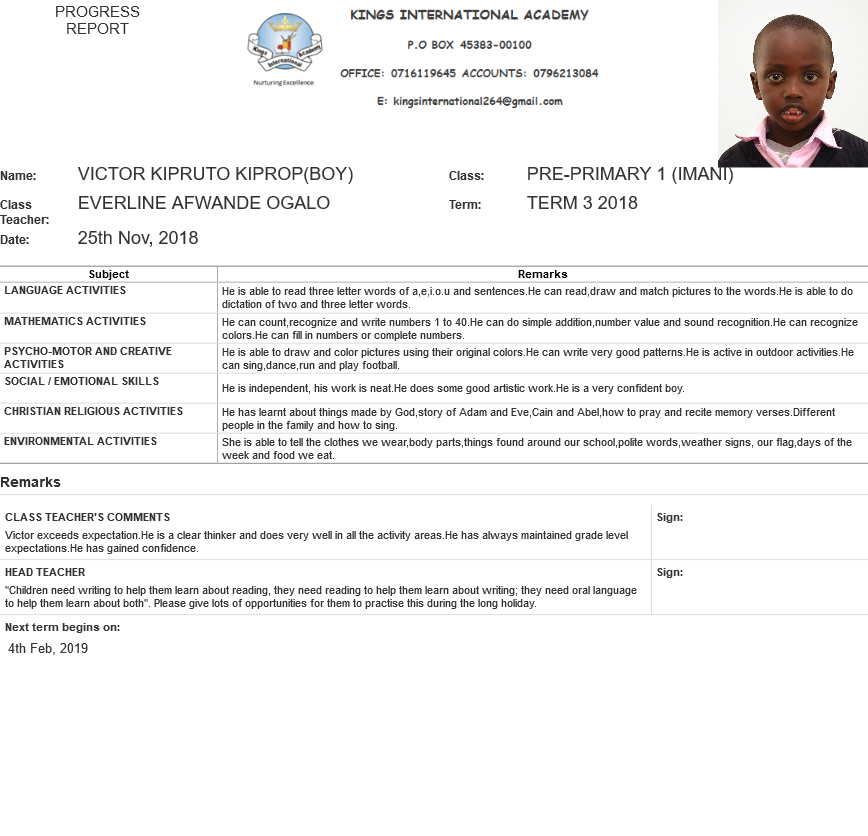 PROGRESS
REPORT
KINGS INTERNATIONAL ACADEMY
P.O BOX 45383-00100
OFFICE: 0716119645 ACCOUNTS: 0796213084
E: kingsinternational264@gmail.com
Kings International Academy
Nurturing Excellence
Name: VICTOR KIPRUTO KIPROP(BOY) Class: PRE-PRIMARY 1 (IMANI)
Class Teacher: EVERLINE AFWANDE OGALO Term: TERM 3 2018
Date: 25th Nov, 2018
Subject Remarks
LANGUAGE ACTIVITIES He is able to read three letter words of a,e,i.o.u and sentences.He can read,draw and match pictures to the words.He is able to do
dictation of two and three letter words.
MATHEMATICS ACTIVITIES He can count,recognize and write numbers 1 to 40.He can do simple addition,number value and sound recognition.He can recognize
colors.He can fill in numbers or complete numbers.
PSYCHO-MOTOR AND CREATIVE ACTIVITIES He is able to draw and color pictures using their original colors.He can write very good patterns.He is active in outdoor activities.He
can sing,dance,run and play football.
SOCIAL / EMOTIONAL SKILLS He is independent, his work is neat.He does some good artistic work.He is a very confident boy.
CHRISTIAN RELIGIOUS ACTIVITIES He has learnt about things made by God,story of Adam and Eve,Cain and Abel,how to pray and recite memory verses.Different
people in the family and how to sing.
ENVIRONMENTAL ACTIVITIES She is able to tell the clothes we wear,body parts,things found around our school,polite words,weather signs, our flag,days of the
week and food we eat.
Remarks
CLASS TEACHER'S COMMENTS Sign:
Victor exceeds expectation.He is a clear thinker and does very well in all the activity areas.He has always maintained grade level
expectations.He has gained confidence.
HEAD TEACHER Sign:
"Children need writing to help them learn about reading, they need reading to help them learn about writing; they need oral language
to help them learn about both". Please give lots of opportunities for them to practise this during the long holiday.
Next term begins on:
4th Feb, 2019